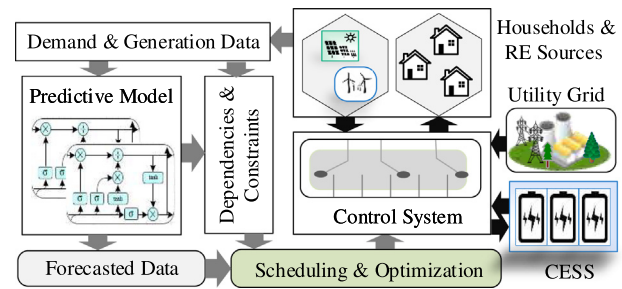 Demand & Generation Data
Households &
RE Sources
Predictive Model
Dependencies &
Constraints
Utility Grid
σ
σ
σ
σ
tanh
σ
tanh
Control System
Forecasted Data
Scheduling & Optimization
CESS